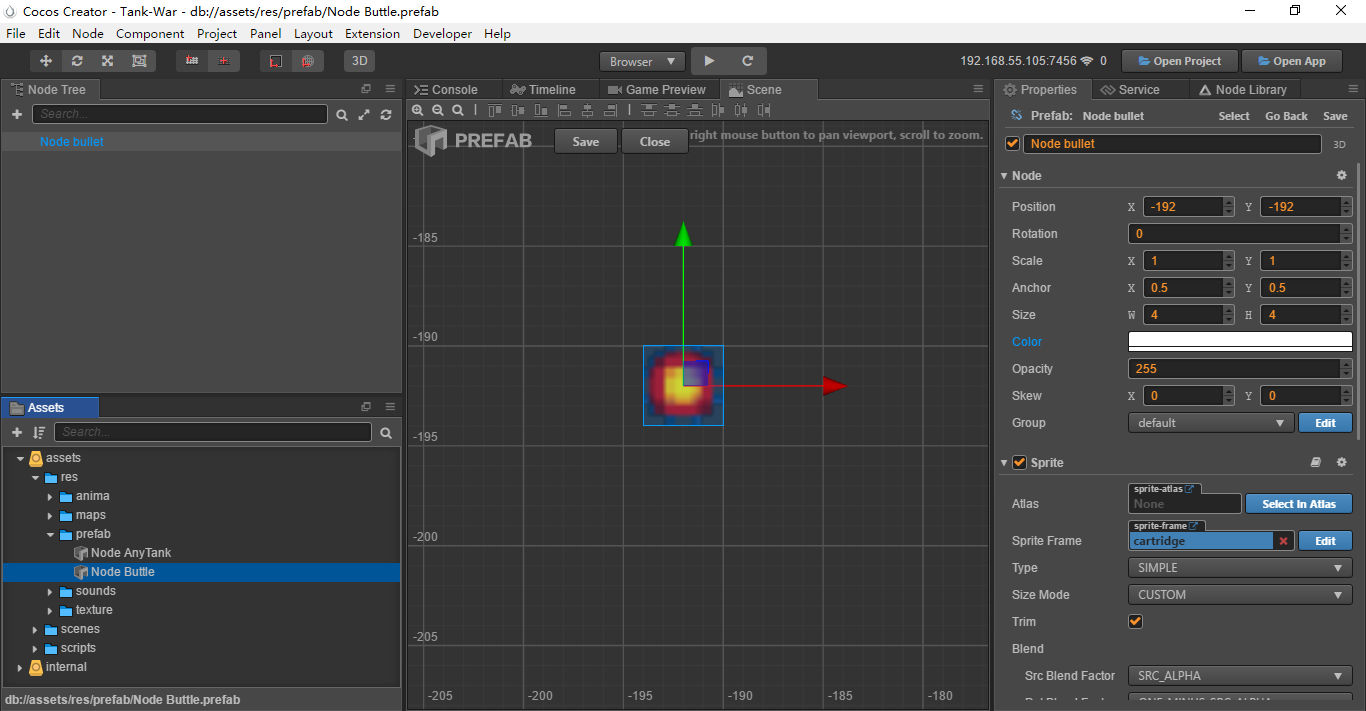 Cocos Creator - Tank-War - db://assets/res/prefab/Node Buttle.prefab
File Edit Node Component Project Panel Layout Extension Developer Help
3D Browser 192.168.55.105:7456 0 Open Project Open App
Node Tree
Search...
Node bullet
Console Timeline Game Preview Scene
PREFAB Save Close right mouse button to pan viewport, scroll to zoom.
-185
-190
-195
-200
-205
-205 -200 -195 -190 -185 -180
Assets
Search...
assets
res
anima
maps
prefab
Node AnyTank
Node Buttle
sounds
texture
scenes
scripts
internal
db://assets/res/prefab/Node Buttle.prefab
Properties Service Node Library
Prefab: Node bullet Select Go Back Save
Node bullet 3D
Node
Position X -192 Y -192
Rotation 0
Scale X 1 Y 1
Anchor X 0.5 Y 0.5
Size W 4 H 4
Color
Opacity 255
Skew X 0 Y 0
Group default Edit
Sprite
sprite-atlas
Atlas None Select In Atlas
sprite-frame
Sprite Frame cartridge Edit
Type SIMPLE
Size Mode CUSTOM
Trim
Blend
Src Blend Factor SRC_ALPHA